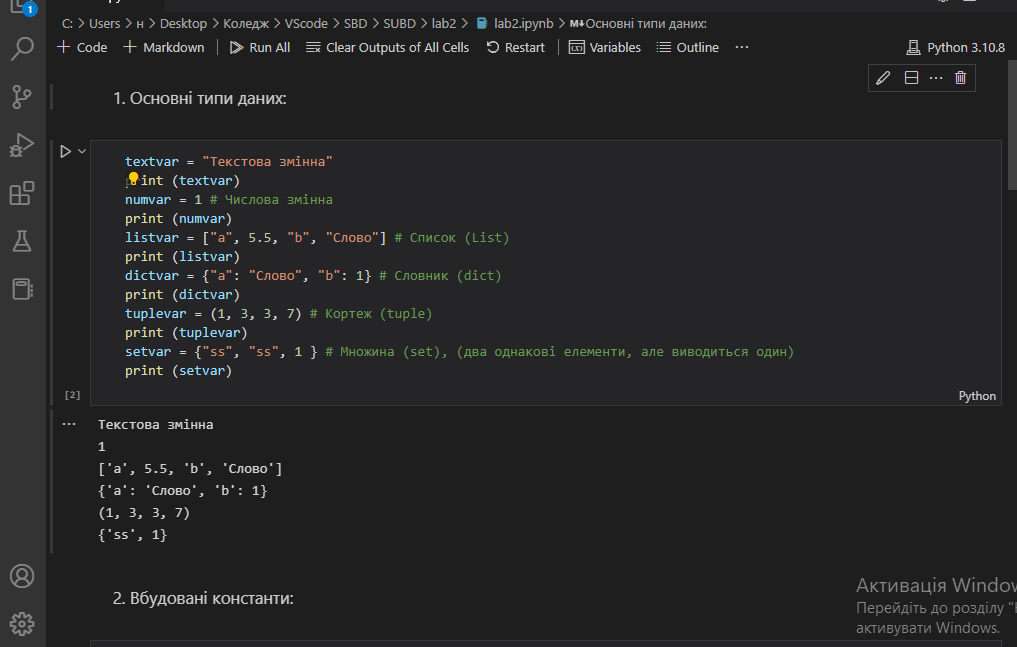 1
C: > Users > н > Desktop > Коледж > VScode > SBD > SUBD > lab2 > lab2.ipynb > M↓Основні типи даних:
+ Code + Markdown | Run All Clear Outputs of All Cells Restart | Variables Outline ...
Python 3.10.8
1. Основні типи даних:
textvar = "Текстова змінна"
int (textvar)
numvar = 1 # Числова змінна
print (numvar)
listvar = ["a", 5.5, "b", "Слово"] # Список (List)
print (listvar)
dictvar = {"a": "Слово", "b": 1} # Словник (dict)
print (dictvar)
tuplevar = (1, 3, 3, 7) # Кортеж (tuple)
print (tuplevar)
setvar = {"ss", "ss", 1 } # Множина (set), (два однакові елементи, але виводиться один)
print (setvar)
[2]
Python
Текстова змінна
1
['a', 5.5, 'b', 'Слово']
{'a': 'Слово', 'b': 1}
(1, 3, 3, 7)
{'ss', 1}
2. Вбудовані константи:
Активація Window
Перейдіть до розділу "
активувати Windows.